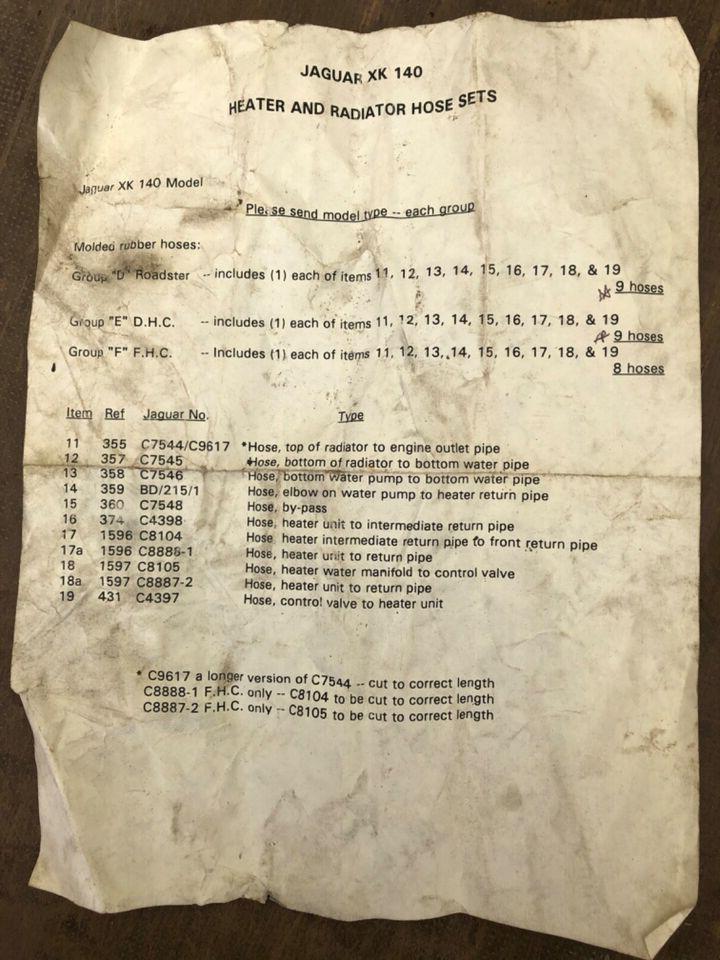 JAGUAR XK 140
HEATER AND RADIATOR HOSE SETS
Jaguar XK 140 Model
Please send model type -- each group
Molded rubber hoses:
Group "D" Roadster -- includes (1) each of items 11, 12, 13, 14, 15, 16, 17, 18, & 19
9 hoses
Group "E" D.H.C. -- includes (1) each of items 11, 12, 13, 14, 15, 16, 17, 18, & 19
9 hoses
Group "F" F.H.C. -- Includes (1) each of items 11, 12, 13, 14, 15, 16, 17, 18, & 19
8 hoses
Item Ref Jaguar No. Type
11 355 C7544/C9617 *Hose, top of radiator to engine outlet pipe
12 357 C7545 Hose, bottom of radiator to bottom water pipe
13 358 C7546 Hose, bottom water pump to bottom water pipe
14 359 BD/215/1 Hose, elbow on water pump to heater return pipe
15 360 C7548 Hose, by-pass
16 374 C4398 Hose, heater unit to intermediate return pipe
17 1596 C8104 Hose, heater intermediate return pipe to front return pipe
17a 1596 C8888-1 Hose, heater unit to return pipe
18 1597 C8105 Hose, heater water manifold to control valve
18a 1597 C8887-2 Hose, heater unit to return pipe
19 431 C4397 Hose, control valve to heater unit
* C9617 a longer version of C7544 -- cut to correct length
C8888-1 F.H.C. only -- C8104 to be cut to correct length
C8887-2 F.H.C. only -- C8105 to be cut to correct length